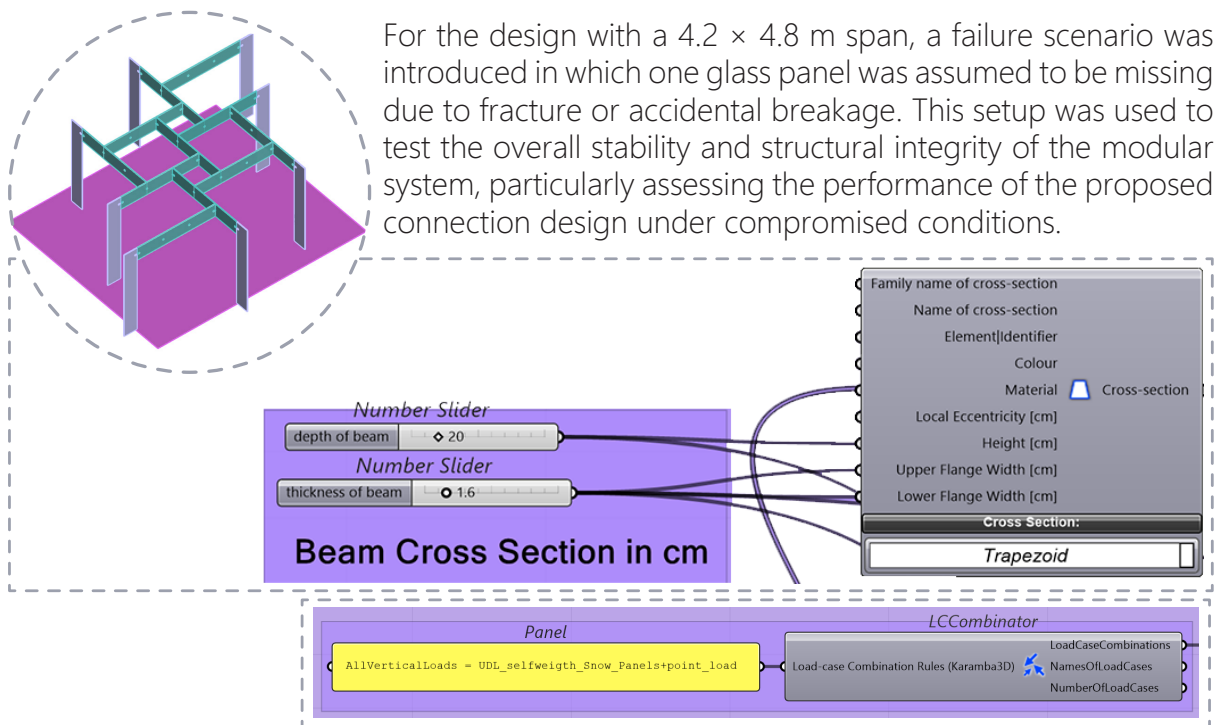 For the design with a 4.2 × 4.8 m span, a failure scenario was
introduced in which one glass panel was assumed to be missing
due to fracture or accidental breakage. This setup was used to
test the overall stability and structural integrity of the modular
system, particularly assessing the performance of the proposed
connection design under compromised conditions.
Family name of cross-section
Name of cross-section
Element|Identifier
Colour
Material
Cross-section
Local Eccentricity [cm]
Height [cm]
Upper Flange Width [cm]
Lower Flange Width [cm]
Cross Section:
Trapezoid
Number Slider
depth of beam 20
Number Slider
thickness of beam 1.6
Beam Cross Section in cm
Panel
AllVerticalLoads = UDL_selfweigth_Snow_Panels+point_load
LCCombinator
Load-case Combination Rules (Karamba3D)
LoadCaseCombinations
NamesOfLoadCases
NumberOfLoadCases